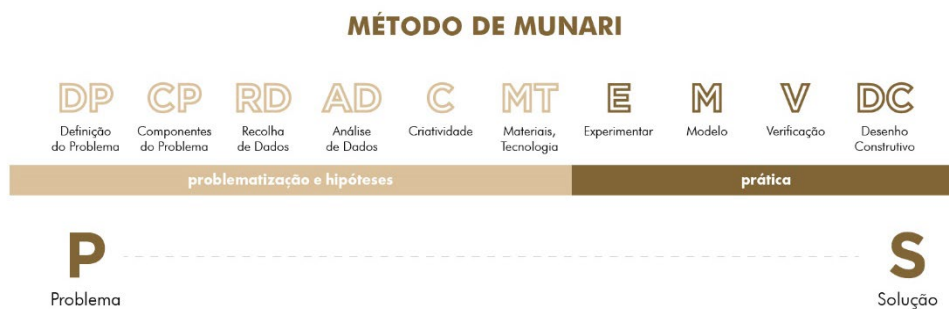 MÉTODO DE MUNARI
DP CP RD AD C MT E M V DC
Definição do Problema
Componentes do Problema
Recolha de Dados
Análise de Dados
Criatividade
Materiais, Tecnologia
Experimentar
Modelo
Verificação
Desenho Construtivo
problematização e hipóteses
prática
P
S
Problema
Solução